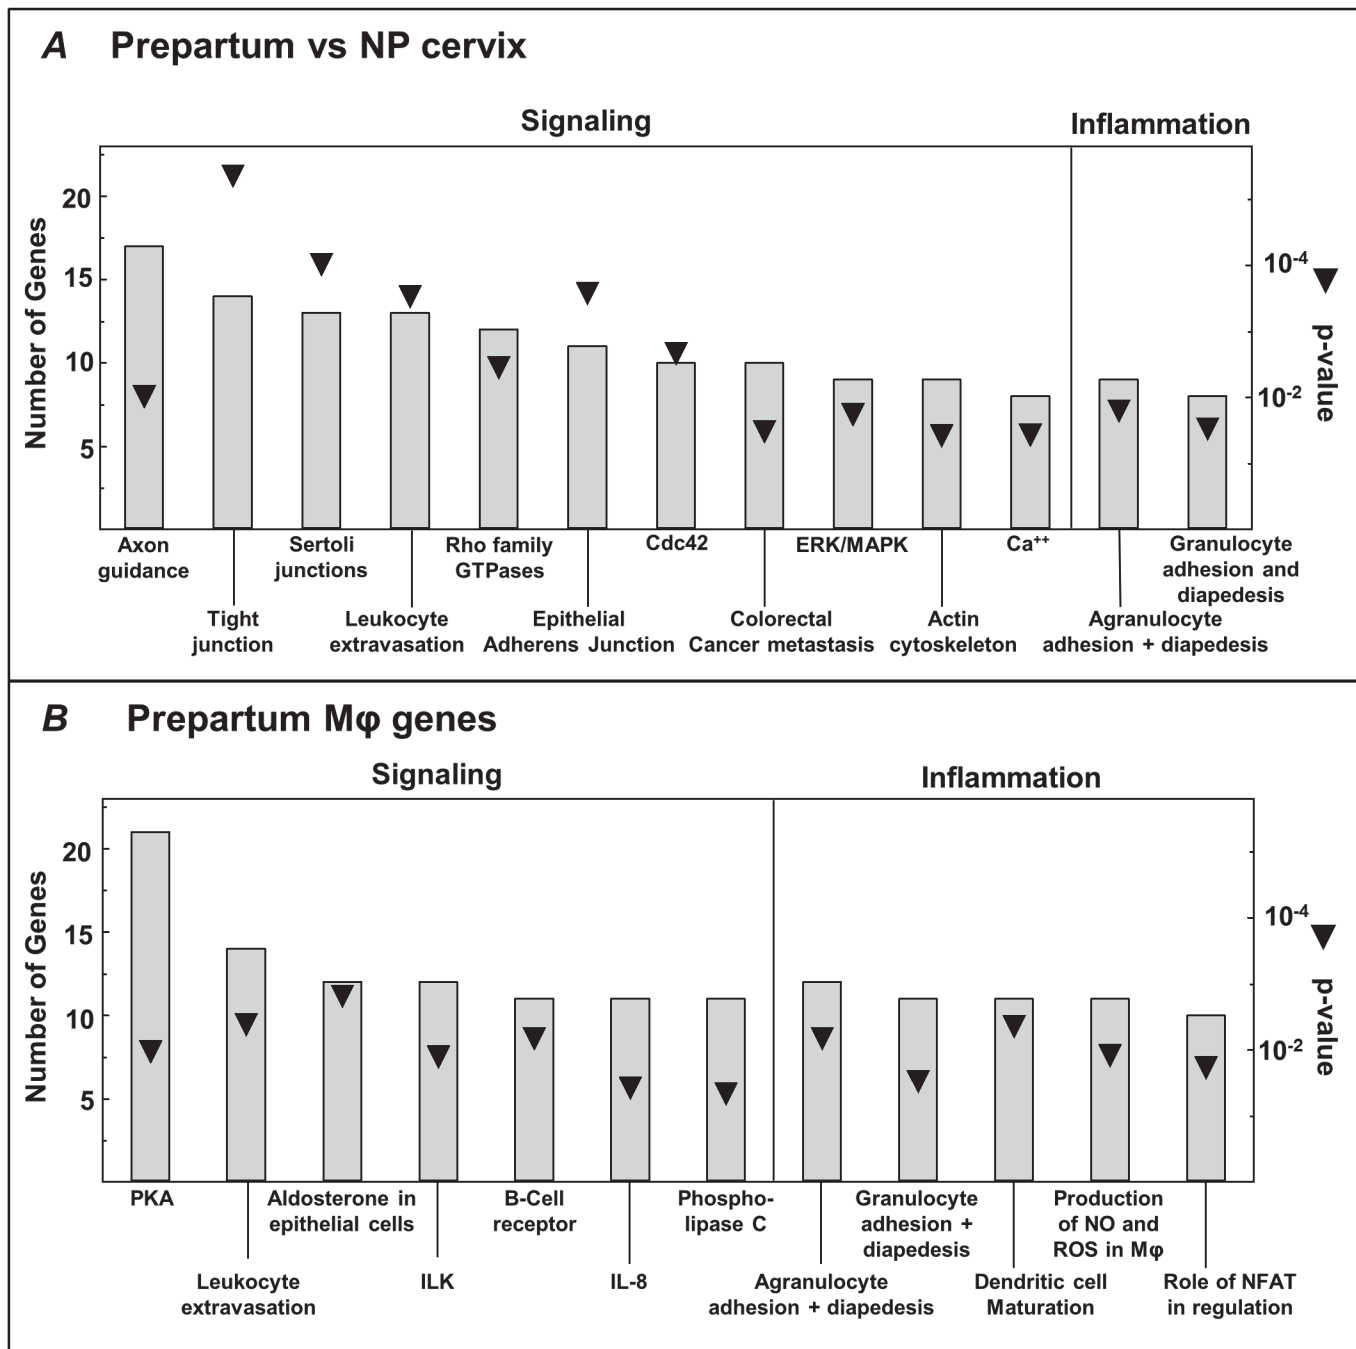 A Prepartum vs NP cervix
Signaling
Inflammation
Number of Genes
20
15
10
5
10-4
10-2
p-value
Axon
guidance
Tight
junction
Sertoli
junctions
Leukocyte
extravasation
Rho family
GTPases
Epithelial
Adherens Junction
Cdc42
Colorectal
Cancer metastasis
ERK/MAPK
Actin
cytoskeleton
Ca++
Agranulocyte
adhesion + diapedesis
Granulocyte
adhesion and
diapedesis
B Prepartum Mφ genes
Signaling
Inflammation
Number of Genes
20
15
10
5
10-4
10-2
p-value
PKA
Leukocyte
extravasation
Aldosterone in
epithelial cells
ILK
B-Cell
receptor
IL-8
Phospho-
lipase C
Agranulocyte
adhesion + diapedesis
Granulocyte
adhesion +
diapedesis
Dendritic cell
Maturation
Production
of NO and
ROS in Mφ
Role of NFAT
in regulation